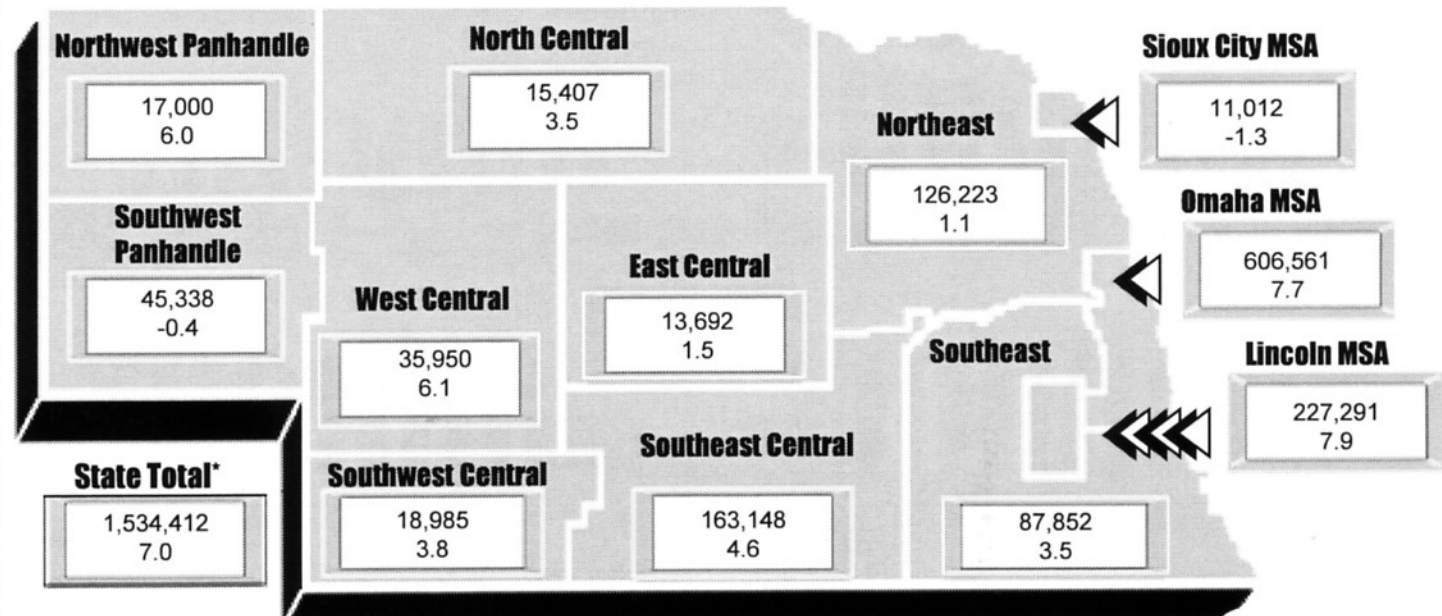 Northwest Panhandle
17,000
6.0
North Central
15,407
3.5
Sioux City MSA
11,012
-1.3
Northeast
126,223
1.1
Omaha MSA
606,561
7.7
Southwest
Panhandle
45,338
-0.4
West Central
35,950
6.1
East Central
13,692
1.5
Southeast
87,852
3.5
Lincoln MSA
227,291
7.9
State Total*
1,534,412
7.0
Southwest Central
18,985
3.8
Southeast Central
163,148
4.6